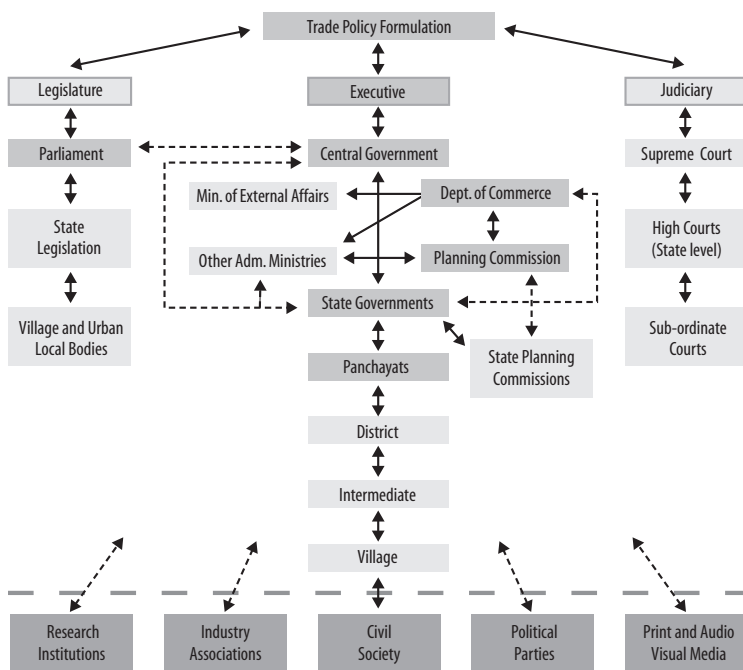 Trade Policy Formulation
Legislature
Executive
Judiciary
Parliament
Central Government
Supreme Court
Min. of External Affairs
Dept. of Commerce
State
Legislation
High Courts
(State level)
Other Adm. Ministries
Planning Commission
State Governments
Village and Urban
Local Bodies
Sub-ordinate
Courts
Panchayats
State Planning
Commissions
District
Intermediate
Village
Research
Institutions
Industry
Associations
Civil
Society
Political
Parties
Print and Audio
Visual Media